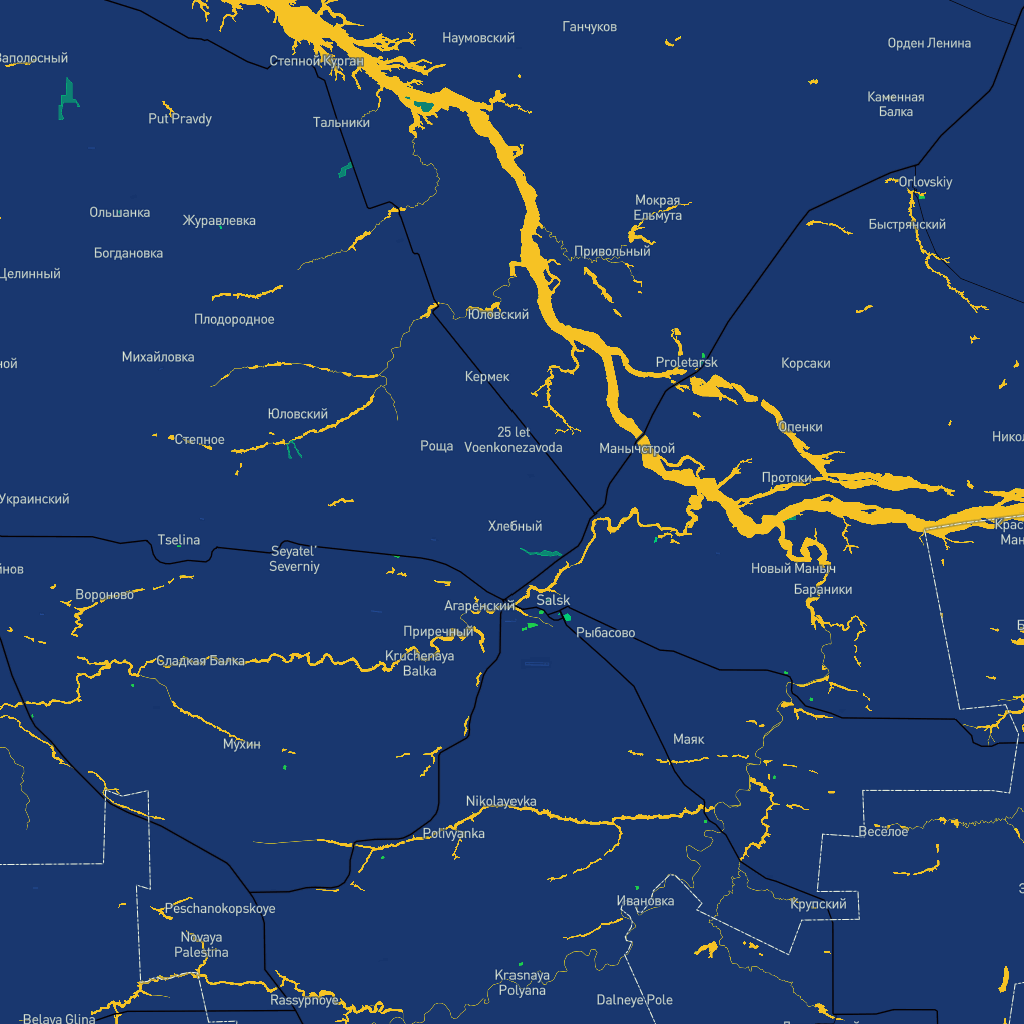 Ганчуков
Наумовский
Орден Ленина
Заполосный
Степной Курган
Каменная
Балка
Put Pravdy
Тальники
Orlovskiy
Мокрая
Ельмута
Ольшанка
Журавлевка
Быстрянский
Богдановка
Привольный
Целинный
Юловский
Плодородное
Михайловка
Proletarsk
Корсаки
Кермек
Юловский
Опенки
25 let
Voenkonezavoda
Степное
Роща
Манычстрой
Протоки
Украинский
Хлебный
Tselina
Seyatel'
Severniy
Новый Маныч
Бараники
Вороново
Агаренский
Salsk
Приречный
Рыбасово
Kruchenaya
Balka
Сладкая Балка
Мухин
Маяк
Nikolayevka
Polivyanka
Веселое
Ивановка
Крупский
Peschanokopskoye
Novaya
Palestina
Krasnaya
Polyana
Rassypnoye
Dalneye Pole
Belaya Glina